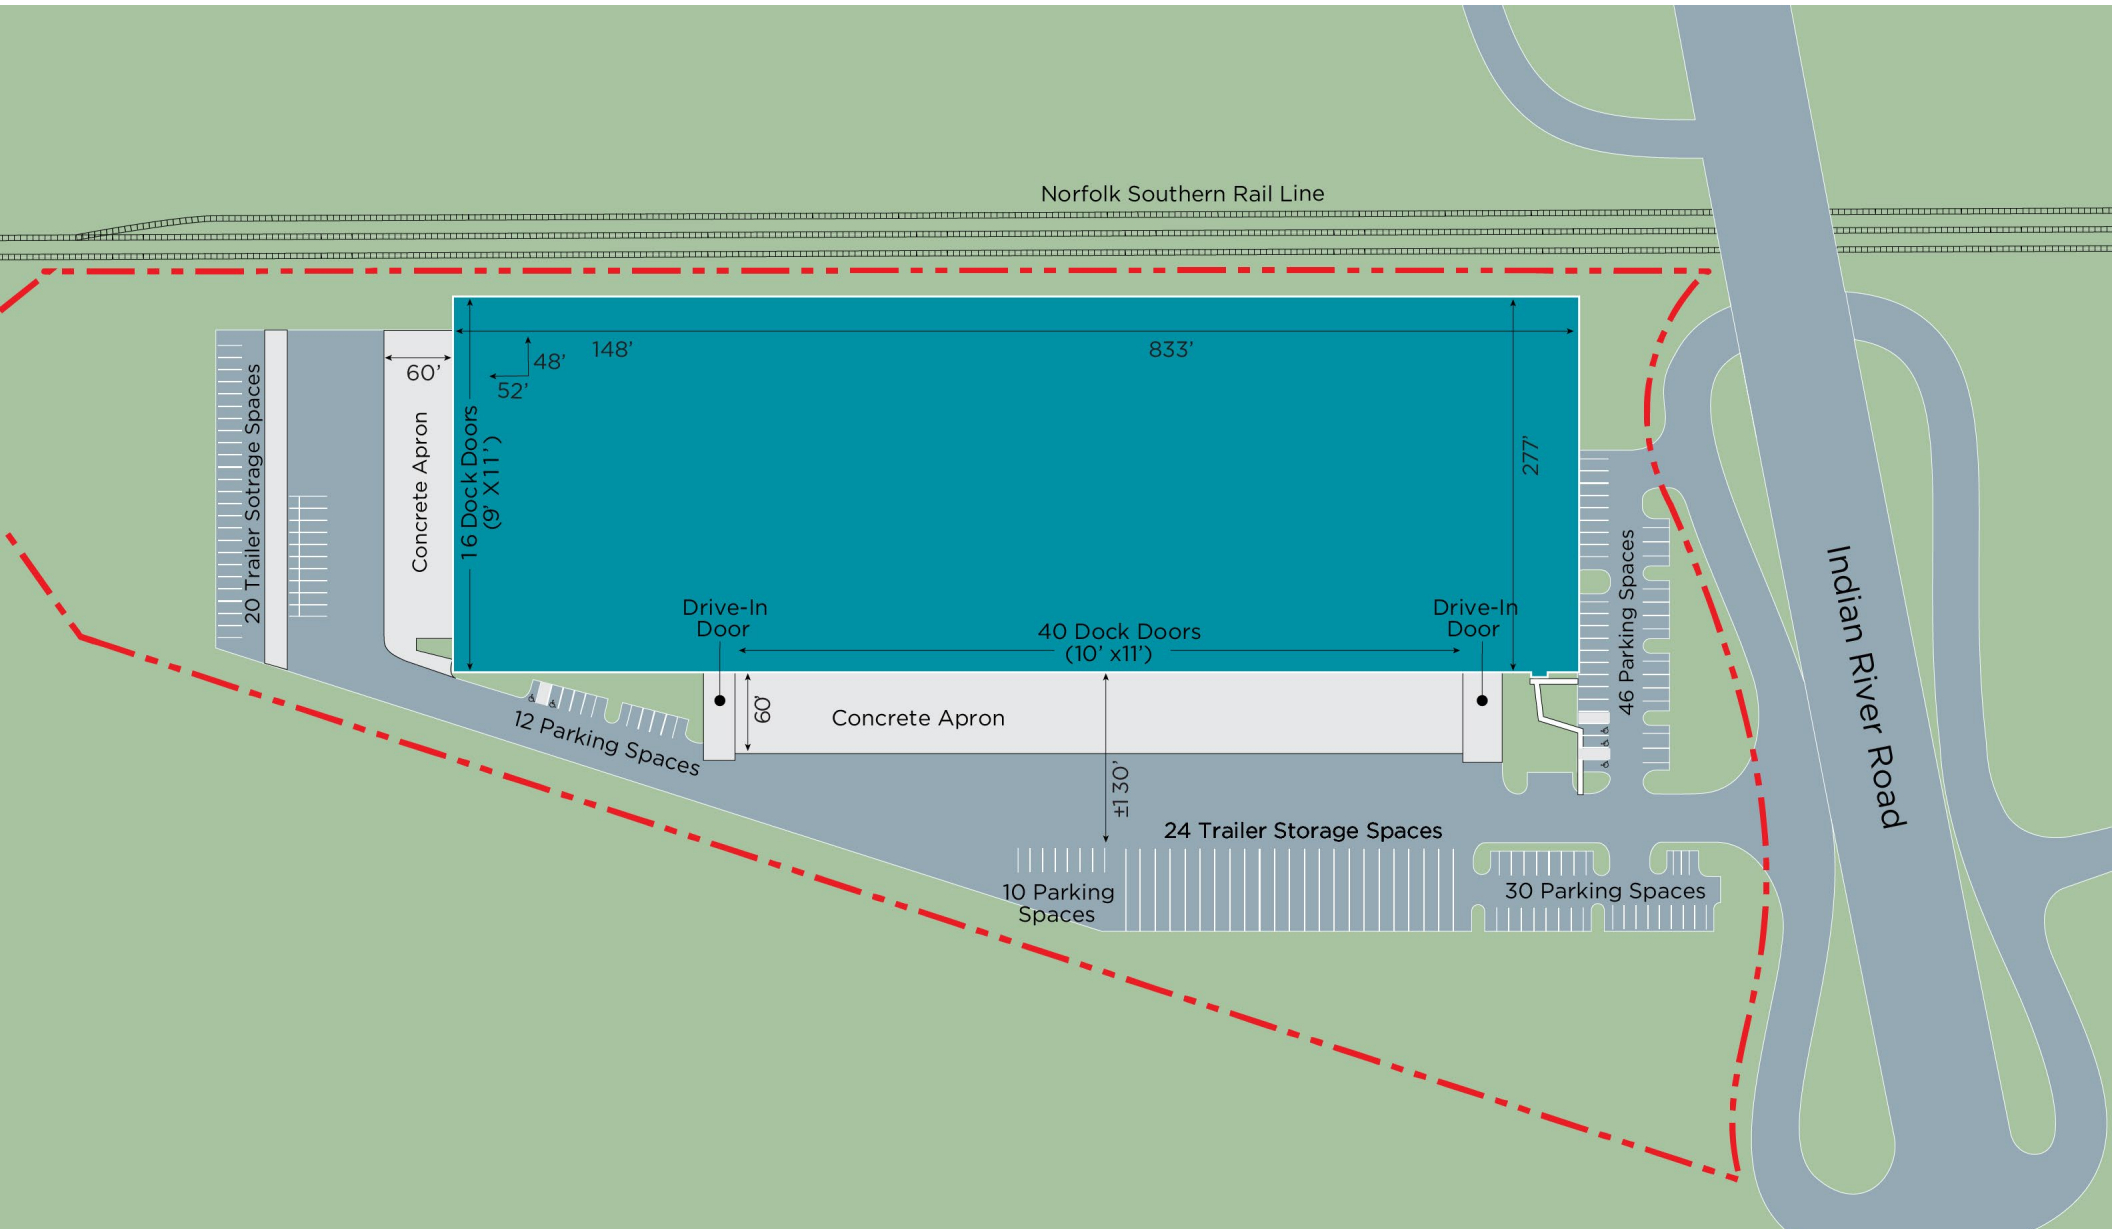 Norfolk Southern Rail Line
148’
833’
48’
52’
60’
20 Trailer Sotrage Spaces
Concrete Apron
16 Dock Doors
(9’ X11’)
277’
Drive-In
Door
40 Dock Doors
(10’ x11’)
Drive-In
Door
46 Parking Spaces
Indian River Road
12 Parking Spaces
60’
Concrete Apron
±130’
24 Trailer Storage Spaces
10 Parking
Spaces
30 Parking Spaces